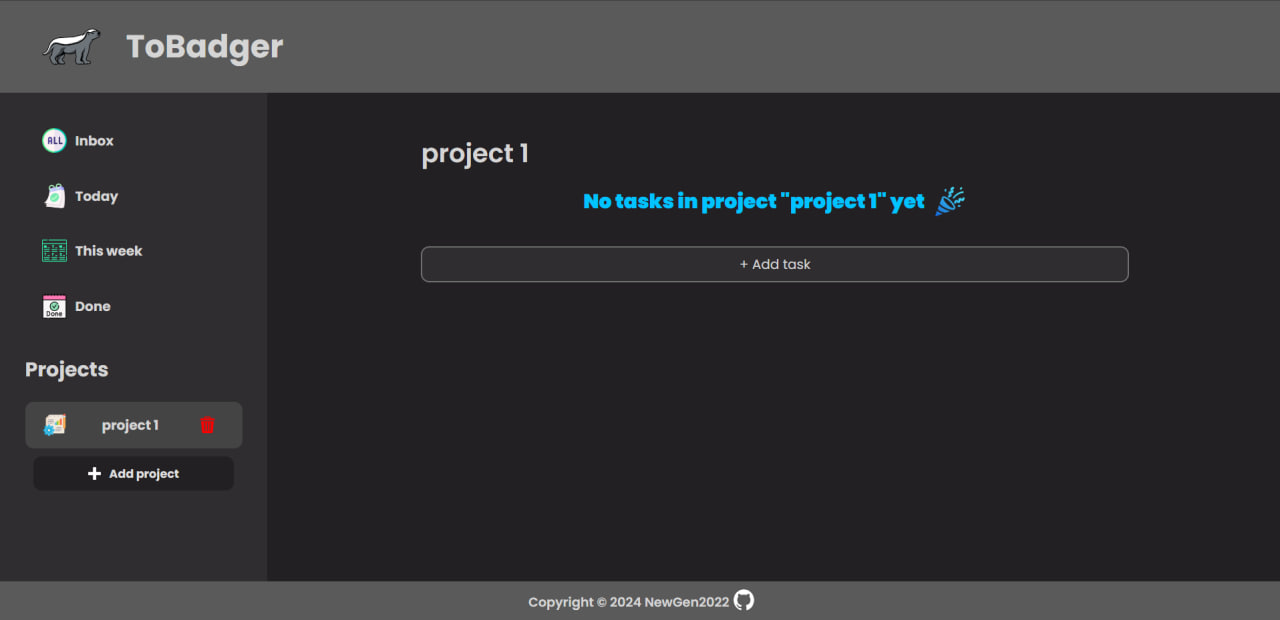 ToBadger
ALL Inbox
Today
This week
Done
Done
Projects
project 1
Add project
project 1
No tasks in project "project 1" yet
+ Add task
Copyright © 2024 NewGen2022